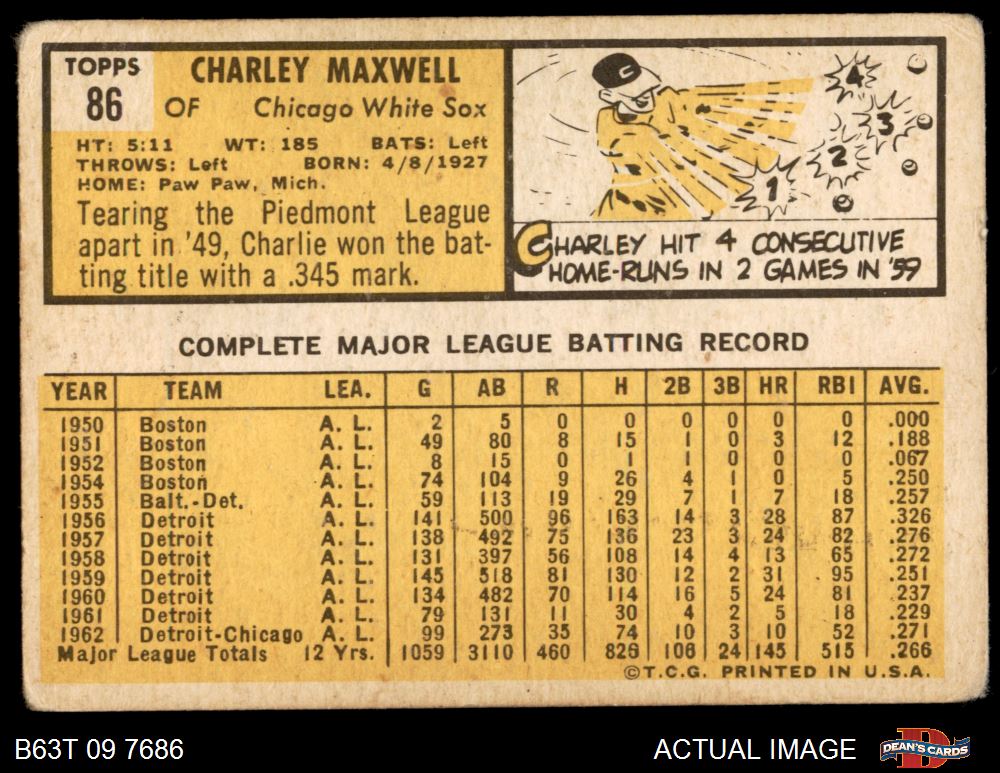 TOPPS
86
CHARLEY MAXWELL
OF Chicago White Sox
HT: 5:11 WT: 185 BATS: Left
THROWS: Left BORN: 4/8/1927
HOME: Paw Paw, Mich.
Tearing the Piedmont League
apart in '49, Charlie won the bat-
ting title with a .345 mark.
C
1
2
3
4
CHARLEY HIT 4 CONSECUTIVE
HOME-RUNS IN 2 GAMES IN '59
COMPLETE MAJOR LEAGUE BATTING RECORD
YEAR TEAM LEA. G AB R H 2B 3B HR RBI AVG.
1950 Boston A. L. 2 5 0 0 0 0 0 0 .000
1951 Boston A. L. 49 80 8 15 1 0 3 12 .188
1952 Boston A. L. 8 15 0 1 1 0 0 0 .067
1954 Boston A. L. 74 104 9 26 4 1 0 5 .250
1955 Balt.-Det. 59 113 19 29 7 1 7 18 .257
1956 Detroit A. L. 141 500 96 163 14 3 28 87 .326
1957 Detroit A. L. 138 492 75 136 23 3 24 82 .276
1958 Detroit A. L. 131 397 56 108 14 4 13 65 .272
1959 Detroit A. L. 145 518 81 130 12 2 31 95 .251
1960 Detroit A. L. 134 482 70 114 16 5 24 81 .237
1961 Detroit A. L. 79 131 11 30 4 2 5 18 .229
1962 Detroit-Chicago A. L. 99 273 35 74 10 3 10 52 .271
Major League Totals 12 Yrs. 1059 3110 460 826 106 24 145 515 .266
©T.C.G. PRINTED IN U.S.A.
B63T 09 7686
ACTUAL IMAGE
DEAN'S CARDS